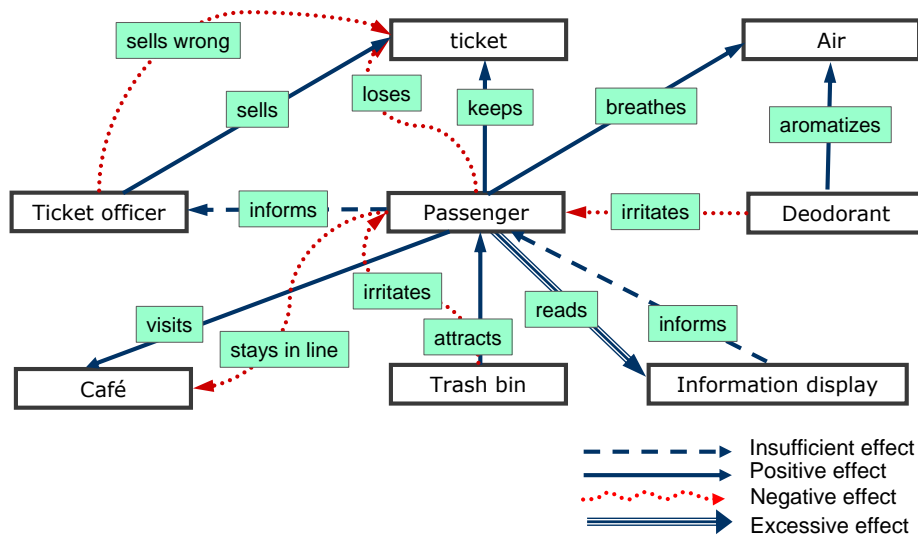 ticket
Air
sells wrong
loses
keeps
breathes
sells
aromatizes
Ticket officer
informs
Passenger
irritates
Deodorant
irritates
reads
visits
informs
stays in line
attracts
Café
Trash bin
Information display
Insufficient effect
Positive effect
Negative effect
Excessive effect